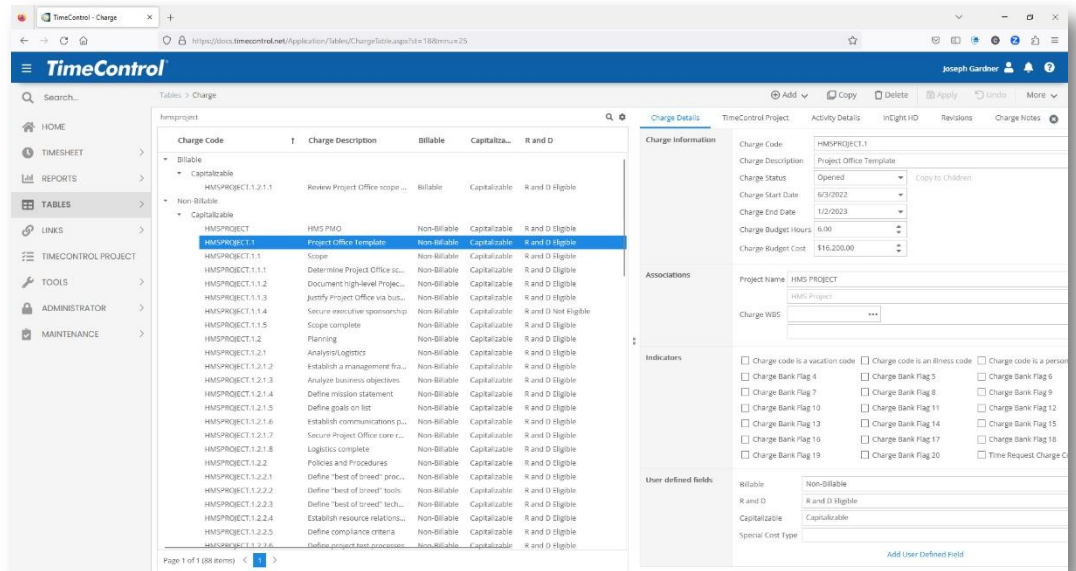 TimeControl - Charge
https://docs.timecontrol.net/Application/Tables/ChargeTable.aspx?st=18&mnu=25
TimeControl
Joseph Gardner
Search...
HOME
TIMESHEET
REPORTS
TABLES
LINKS
TIMECONTROL PROJECT
TOOLS
ADMINISTRATOR
MAINTENANCE
Tables > Charge
Add Copy Delete Apply Undo More
hmsproject
Charge Code Charge Description Billable Capitaliza... R and D
Billable
Capitalizable
HMSPROJECT.1.2.1.1 Review Project Office scope ... Billable Capitalizable R and D Eligible
Non-Billable
Capitalizable
HMSPROJECT HMS PMO Non-Billable Capitalizable R and D Eligible
HMSPROJECT.1 Project Office Template Non-Billable Capitalizable R and D Eligible
HMSPROJECT.1.1 Scope Non-Billable Capitalizable R and D Eligible
HMSPROJECT.1.1.1 Determine Project Office sc... Non-Billable Capitalizable R and D Eligible
HMSPROJECT.1.1.2 Document high-level Projec... Non-Billable Capitalizable R and D Eligible
HMSPROJECT.1.1.3 Justify Project Office via bus... Non-Billable Capitalizable R and D Eligible
HMSPROJECT.1.1.4 Secure executive sponsorship Non-Billable Capitalizable R and D Not Eligible
HMSPROJECT.1.1.5 Scope complete Non-Billable Capitalizable R and D Eligible
HMSPROJECT.1.2 Planning Non-Billable Capitalizable R and D Eligible
HMSPROJECT.1.2.1 Analysis/Logistics Non-Billable Capitalizable R and D Eligible
HMSPROJECT.1.2.1.2 Establish a management fra... Non-Billable Capitalizable R and D Eligible
HMSPROJECT.1.2.1.3 Analyze business objectives Non-Billable Capitalizable R and D Eligible
HMSPROJECT.1.2.1.4 Define mission statement Non-Billable Capitalizable R and D Eligible
HMSPROJECT.1.2.1.5 Define goals on list Non-Billable Capitalizable R and D Eligible
HMSPROJECT.1.2.1.6 Establish communications p... Non-Billable Capitalizable R and D Eligible
HMSPROJECT.1.2.1.7 Secure Project Office core r... Non-Billable Capitalizable R and D Eligible
HMSPROJECT.1.2.1.8 Logistics complete Non-Billable Capitalizable R and D Eligible
HMSPROJECT.1.2.2 Policies and Procedures Non-Billable Capitalizable R and D Eligible
HMSPROJECT.1.2.2.1 Define "best of breed" proc... Non-Billable Capitalizable R and D Eligible
HMSPROJECT.1.2.2.2 Define "best of breed" tools Non-Billable Capitalizable R and D Eligible
HMSPROJECT.1.2.2.3 Define "best of breed" tech... Non-Billable Capitalizable R and D Eligible
HMSPROJECT.1.2.2.4 Establish resource relations... Non-Billable Capitalizable R and D Eligible
HMSPROJECT.1.2.2.5 Define compliance criteria Non-Billable Capitalizable R and D Eligible
HMSPROJECT.1.2.2.6 Define project test processes Non-Billable Capitalizable R and D Eligible
Page 1 of 1 (88 items) < 1 >
Charge Details TimeControl Project Activity Details InEight HD Revisions Charge Notes
Charge Information
Charge Code HMSPROJECT.1
Charge Description Project Office Template
Charge Status Opened Copy to Children
Charge Start Date 6/3/2022
Charge End Date 1/2/2023
Charge Budget Hours 6.00
Charge Budget Cost $16,200.00
Associations
Project Name HMS PROJECT
HMS Project
Charge WBS
Indicators
Charge code is a vacation code Charge code is an illness code Charge code is a person
Charge Bank Flag 4 Charge Bank Flag 5 Charge Bank Flag 6
Charge Bank Flag 7 Charge Bank Flag 8 Charge Bank Flag 9
Charge Bank Flag 10 Charge Bank Flag 11 Charge Bank Flag 12
Charge Bank Flag 13 Charge Bank Flag 14 Charge Bank Flag 15
Charge Bank Flag 16 Charge Bank Flag 17 Charge Bank Flag 18
Charge Bank Flag 19 Charge Bank Flag 20 Time Request Charge C
User defined fields
Billable Non-Billable
R and D R and D Eligible
Capitalizable Capitalizable
Special Cost Type
Add User Defined Field